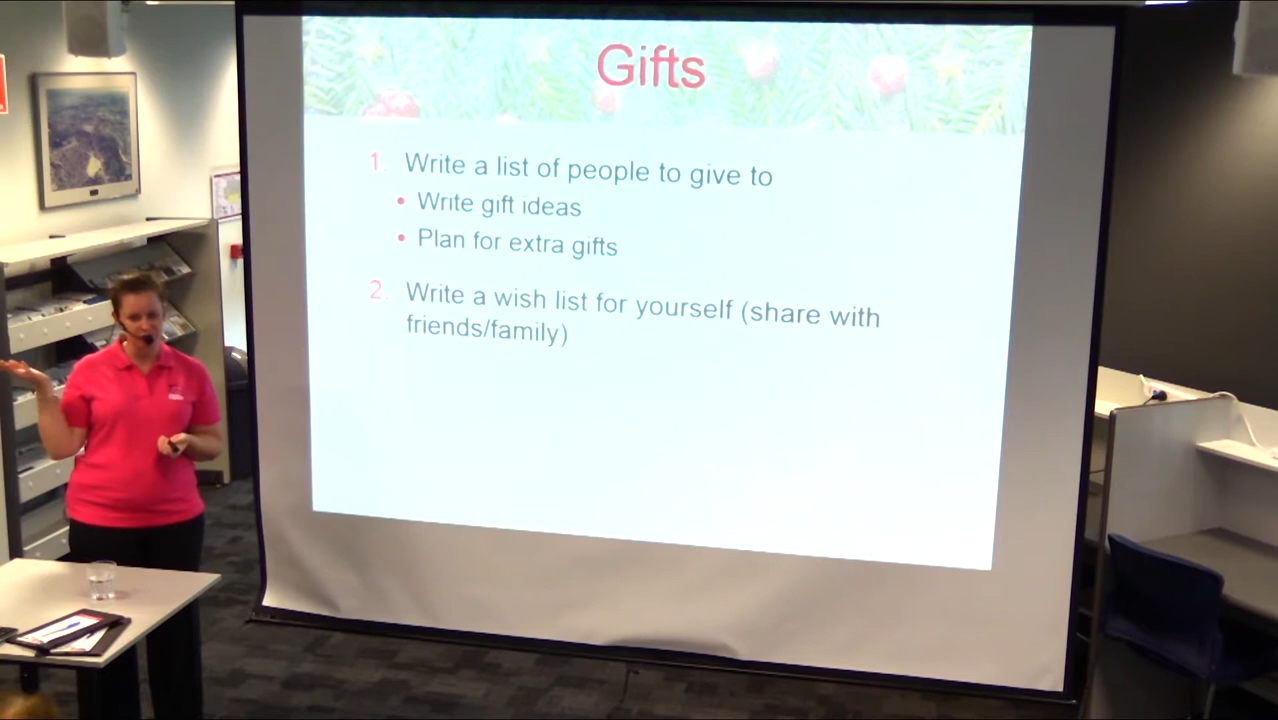 Gifts
1. Write a list of people to give to
• Write gift ideas
• Plan for extra gifts
2. Write a wish list for yourself (share with
friends/family)